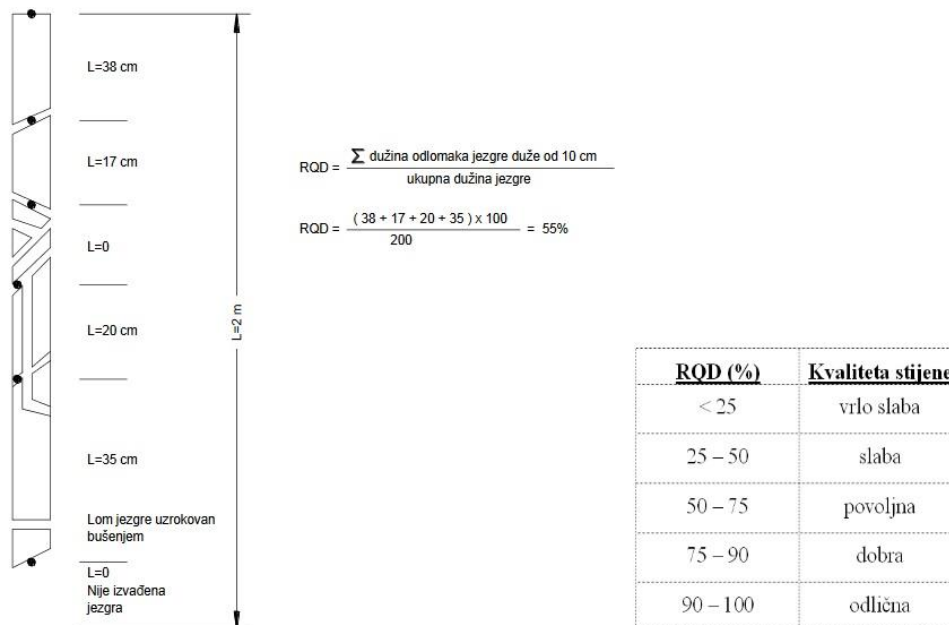 L=38 cm
L=17 cm
L=0
L=20 cm
L=35 cm
Lom jezgre uzrokovan
bušenjem
L=0
Nije izvađena
jezgra
L=2 m
RQD = Σ dužina odlomaka jezgre duže od 10 cm
ukupna dužina jezgre
RQD = ( 38 + 17 + 20 + 35 ) x 100 = 55%
200
RQD (%) Kvaliteta stijene
< 25 vrlo slaba
25 – 50 slaba
50 – 75 povoljna
75 – 90 dobra
90 – 100 odlična